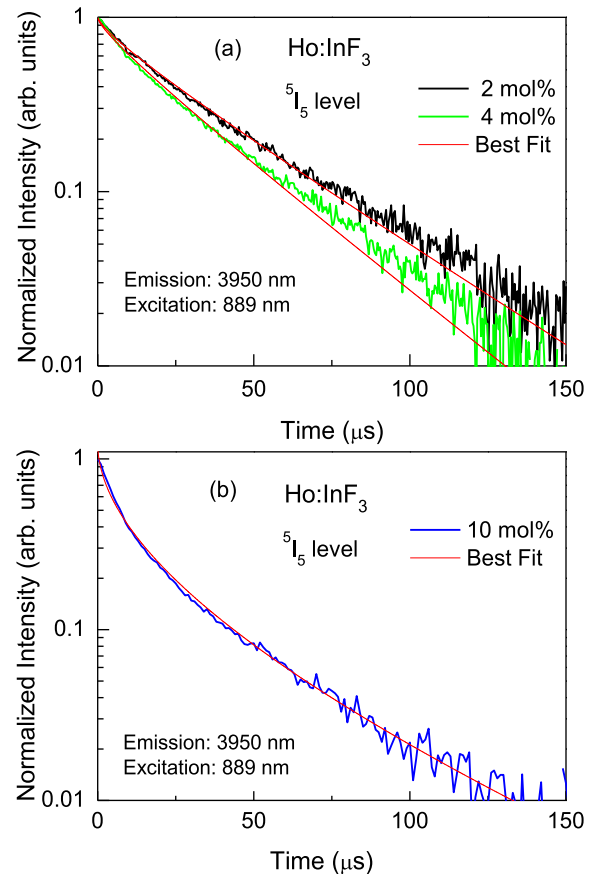 (a) Ho:InF₃
⁵I₅ level
2 mol%
4 mol%
Best Fit
Emission: 3950 nm
Excitation: 889 nm
Normalized Intensity (arb. units)
1
0.1
0.01
0 50 100 150
Time (μs)
(b) Ho:InF₃
⁵I₅ level
10 mol%
Best Fit
Emission: 3950 nm
Excitation: 889 nm
Normalized Intensity (arb. units)
1
0.1
0.01
0 50 100 150
Time (μs)